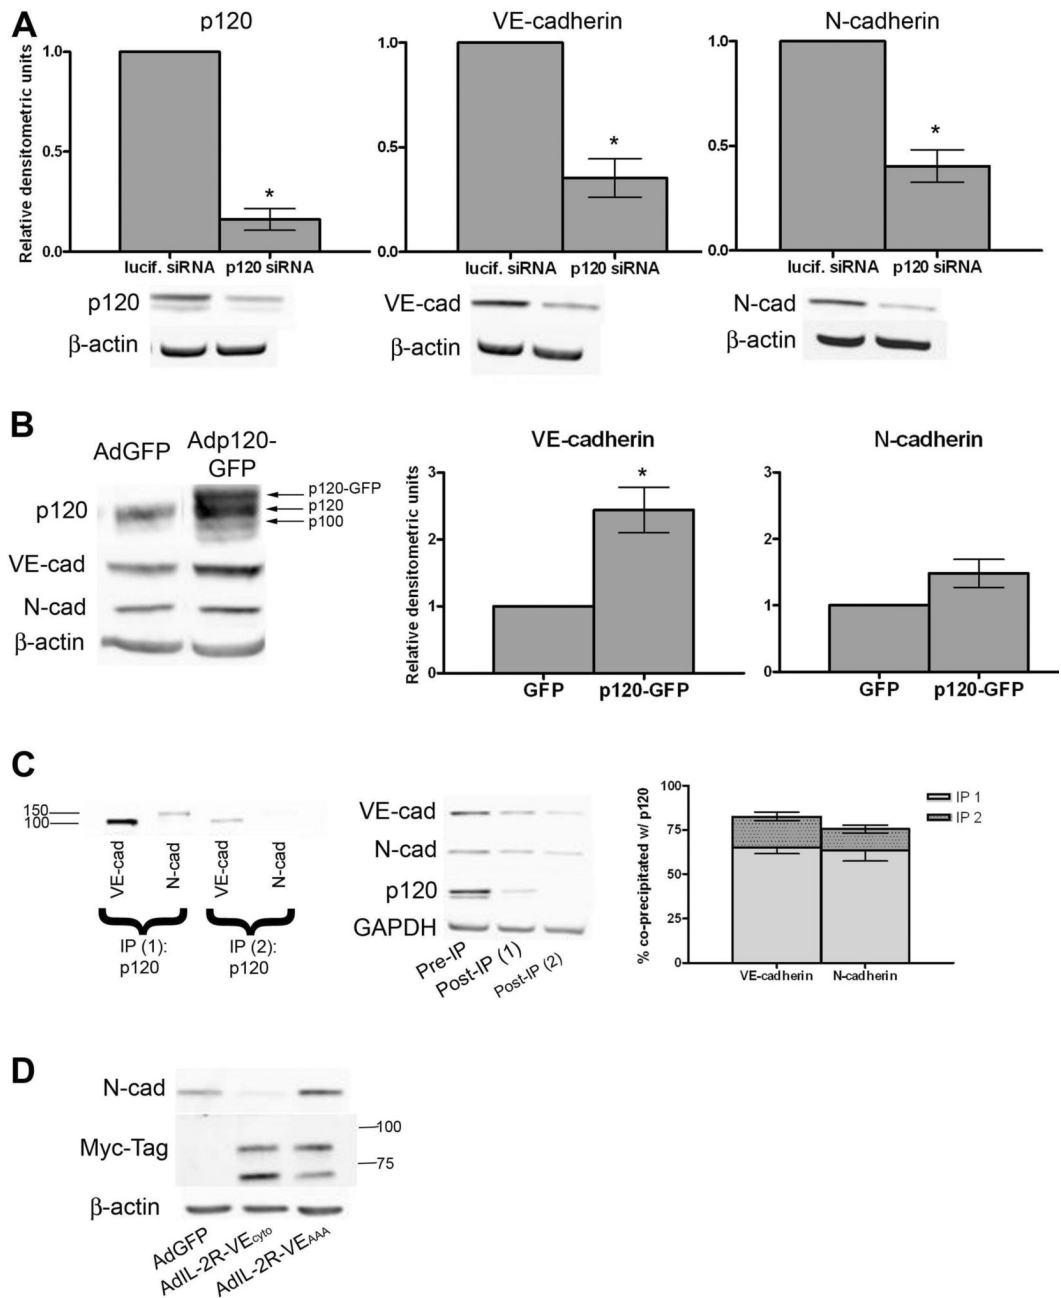 A
p120
VE-cadherin
N-cadherin
Relative densitometric units
1.0
0.5
0.0
*
lucif. siRNA p120 siRNA
1.0
0.5
0.0
*
lucif. siRNA p120 siRNA
1.0
0.5
0.0
*
lucif. siRNA p120 siRNA
p120
β-actin
VE-cad
β-actin
N-cad
β-actin
B
AdGFP
Adp120-
GFP
p120
p120-GFP
p120
p100
VE-cad
N-cad
β-actin
VE-cadherin
Relative densitometric units
3
2
1
0
*
GFP p120-GFP
N-cadherin
3
2
1
0
GFP p120-GFP
C
150
100
VE-cad
N-cad
VE-cad
N-cad
IP (1):
p120
IP (2):
p120
VE-cad
N-cad
p120
GAPDH
Pre-IP
Post-IP (1)
Post-IP (2)
% co-precipitated w/ p120
100
75
50
25
0
VE-cadherin N-cadherin
IP 1
IP 2
D
N-cad
Myc-Tag
100
75
β-actin
AdGFP
AdIL-2R-VEcyto
AdIL-2R-VEAAA